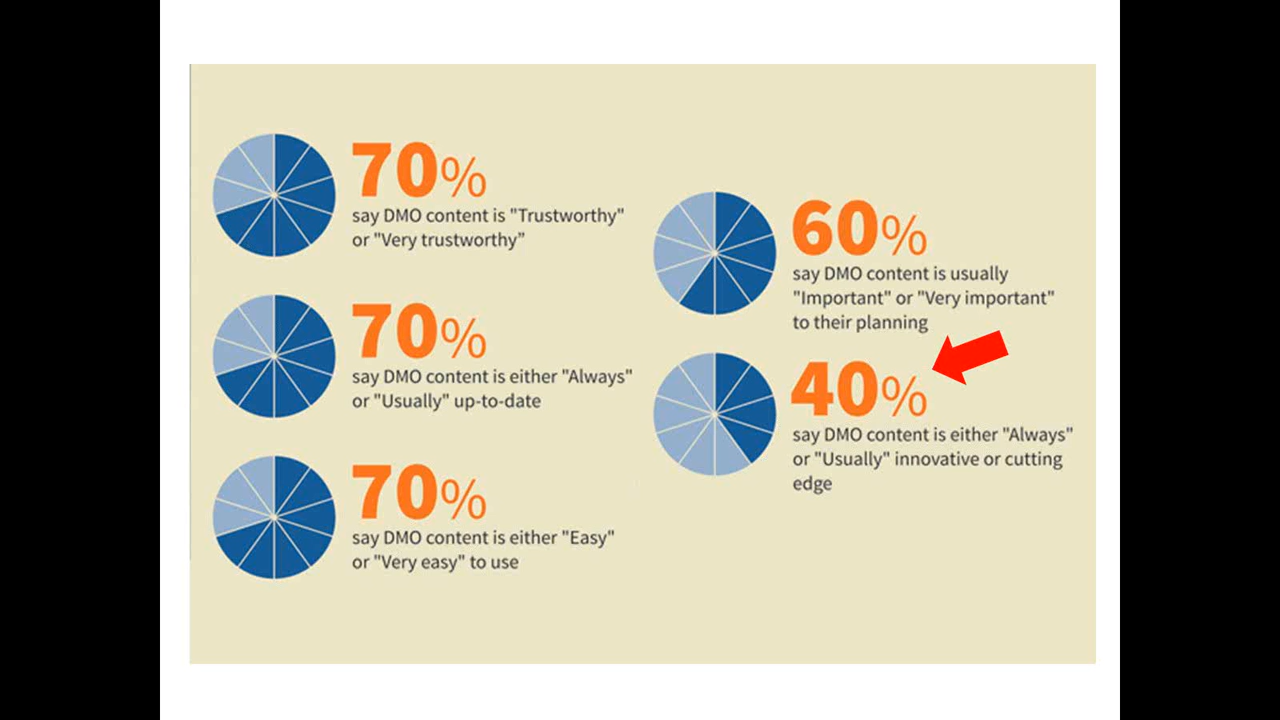 70%
say DMO content is "Trustworthy"
or "Very trustworthy”
70%
say DMO content is either "Always"
or "Usually" up-to-date
70%
say DMO content is either "Easy"
or "Very easy" to use
60%
say DMO content is usually
"Important" or "Very important"
to their planning
40%
say DMO content is either "Always"
or "Usually" innovative or cutting
edge